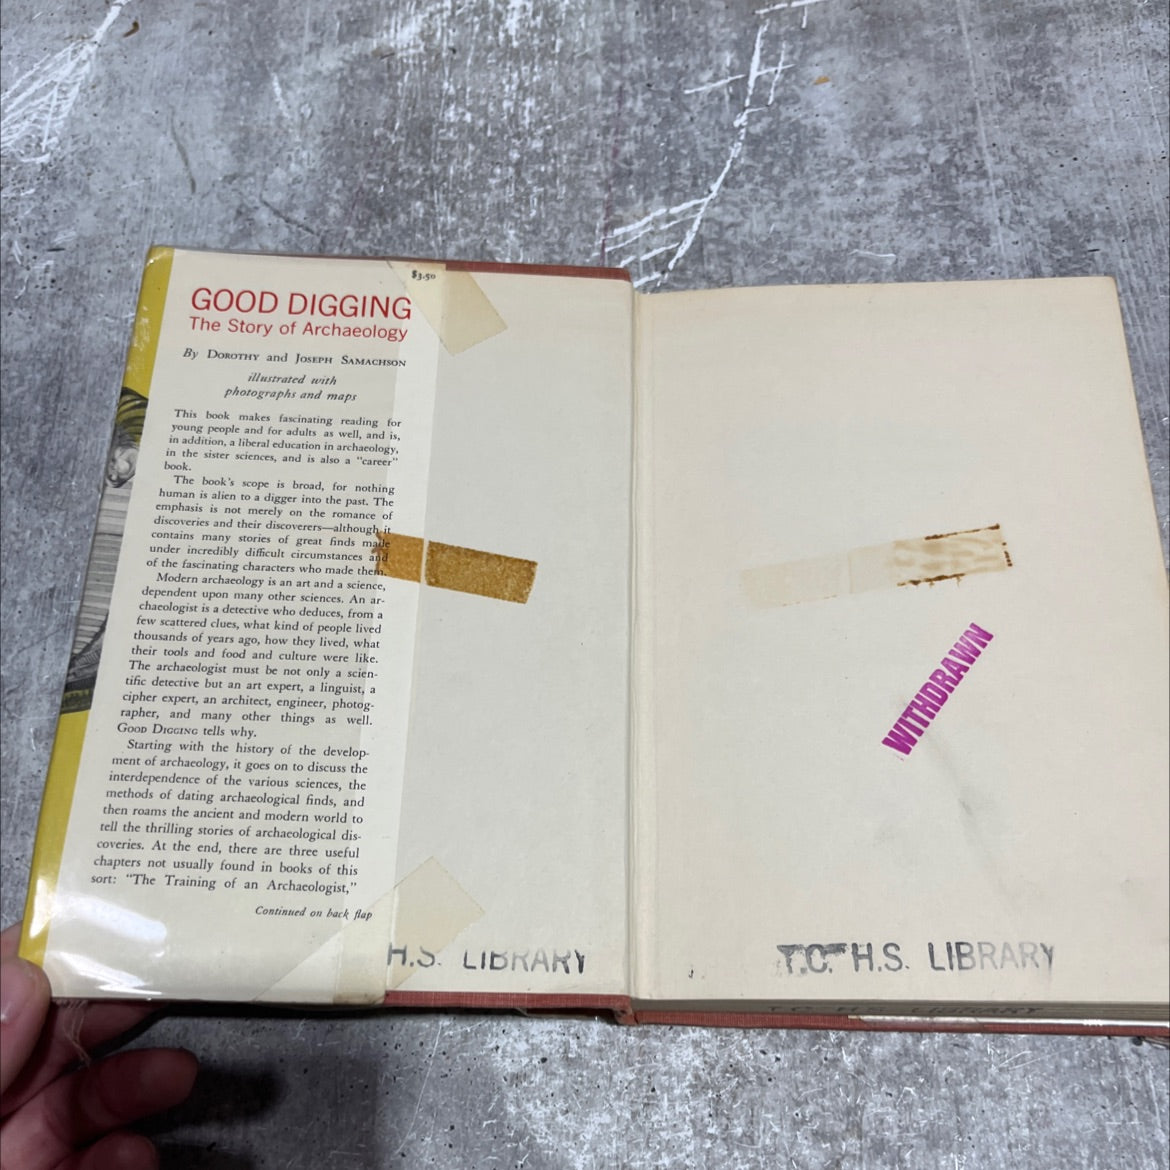 $3.50
GOOD DIGGING
The Story of Archaeology
By DOROTHY and JOSEPH SAMACHSON
illustrated with
photographs and maps
This book makes fascinating reading for
young people and for adults as well, and is,
in addition, a liberal education in archaeology,
in the sister sciences, and is also a “career”
book.
The book's scope is broad, for nothing
human is alien to a digger into the past. The
emphasis is not merely on the romance of
discoveries and their discoverers—although it
contains many stories of great finds made
under incredibly difficult circumstances and
of the fascinating characters who made them.
Modern archaeology is an art and a science,
dependent upon many other sciences. An ar-
chaeologist is a detective who deduces, from a
few scattered clues, what kind of people lived
thousands of years ago, how they lived, what
their tools and food and culture were like.
The archaeologist must be not only a scien-
tific detective but an art expert, a linguist, a
cipher expert, an architect, engineer, photog-
rapher, and many other things as well.
GOOD DIGGING tells why.
Starting with the history of the develop-
ment of archaeology, it goes on to discuss the
interdependence of the various sciences, the
methods of dating archaeological finds, and
then roams the ancient and modern world to
tell the thrilling stories of archaeological dis-
coveries. At the end, there are three useful
chapters not usually found in books of this
sort: “The Training of an Archaeologist,”
Continued on back flap
H.S. LIBRARY
WITHDRAWN
T.C. H.S. LIBRARY
LIBRARY